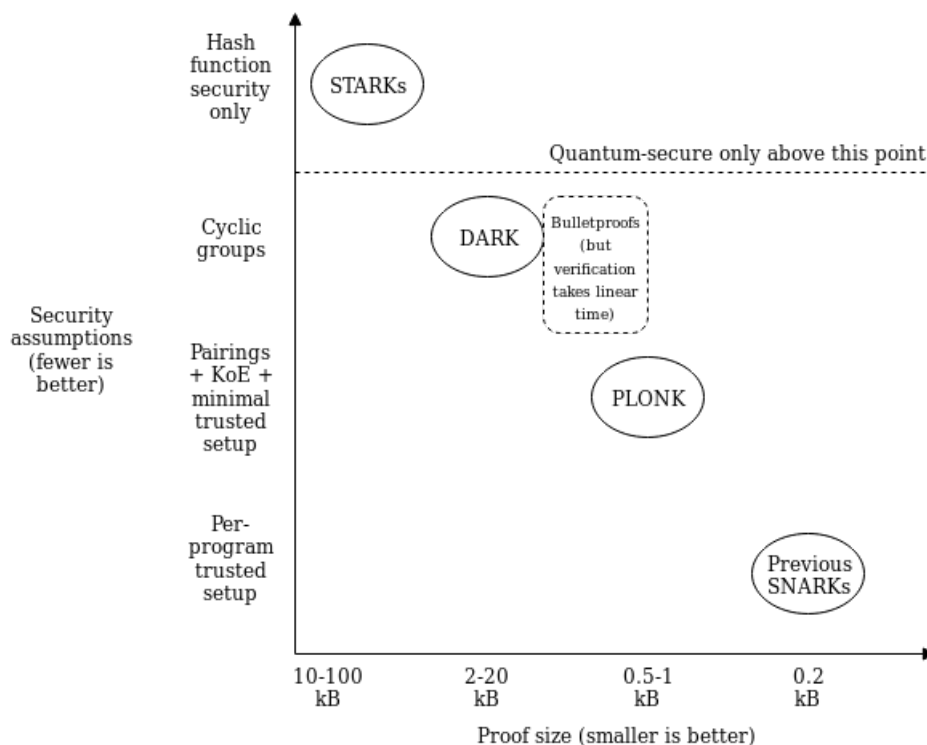 Hash
function
security
only
STARKs
Quantum-secure only above this point
Cyclic
groups
DARK
Bulletproofs
(but
verification
takes linear
time)
Security
assumptions
(fewer is
better)
Pairings
+ KoE +
minimal
trusted
setup
PLONK
Per-
program
trusted
setup
Previous
SNARKs
10-100
kB
2-20
kB
0.5-1
kB
0.2
kB
Proof size (smaller is better)